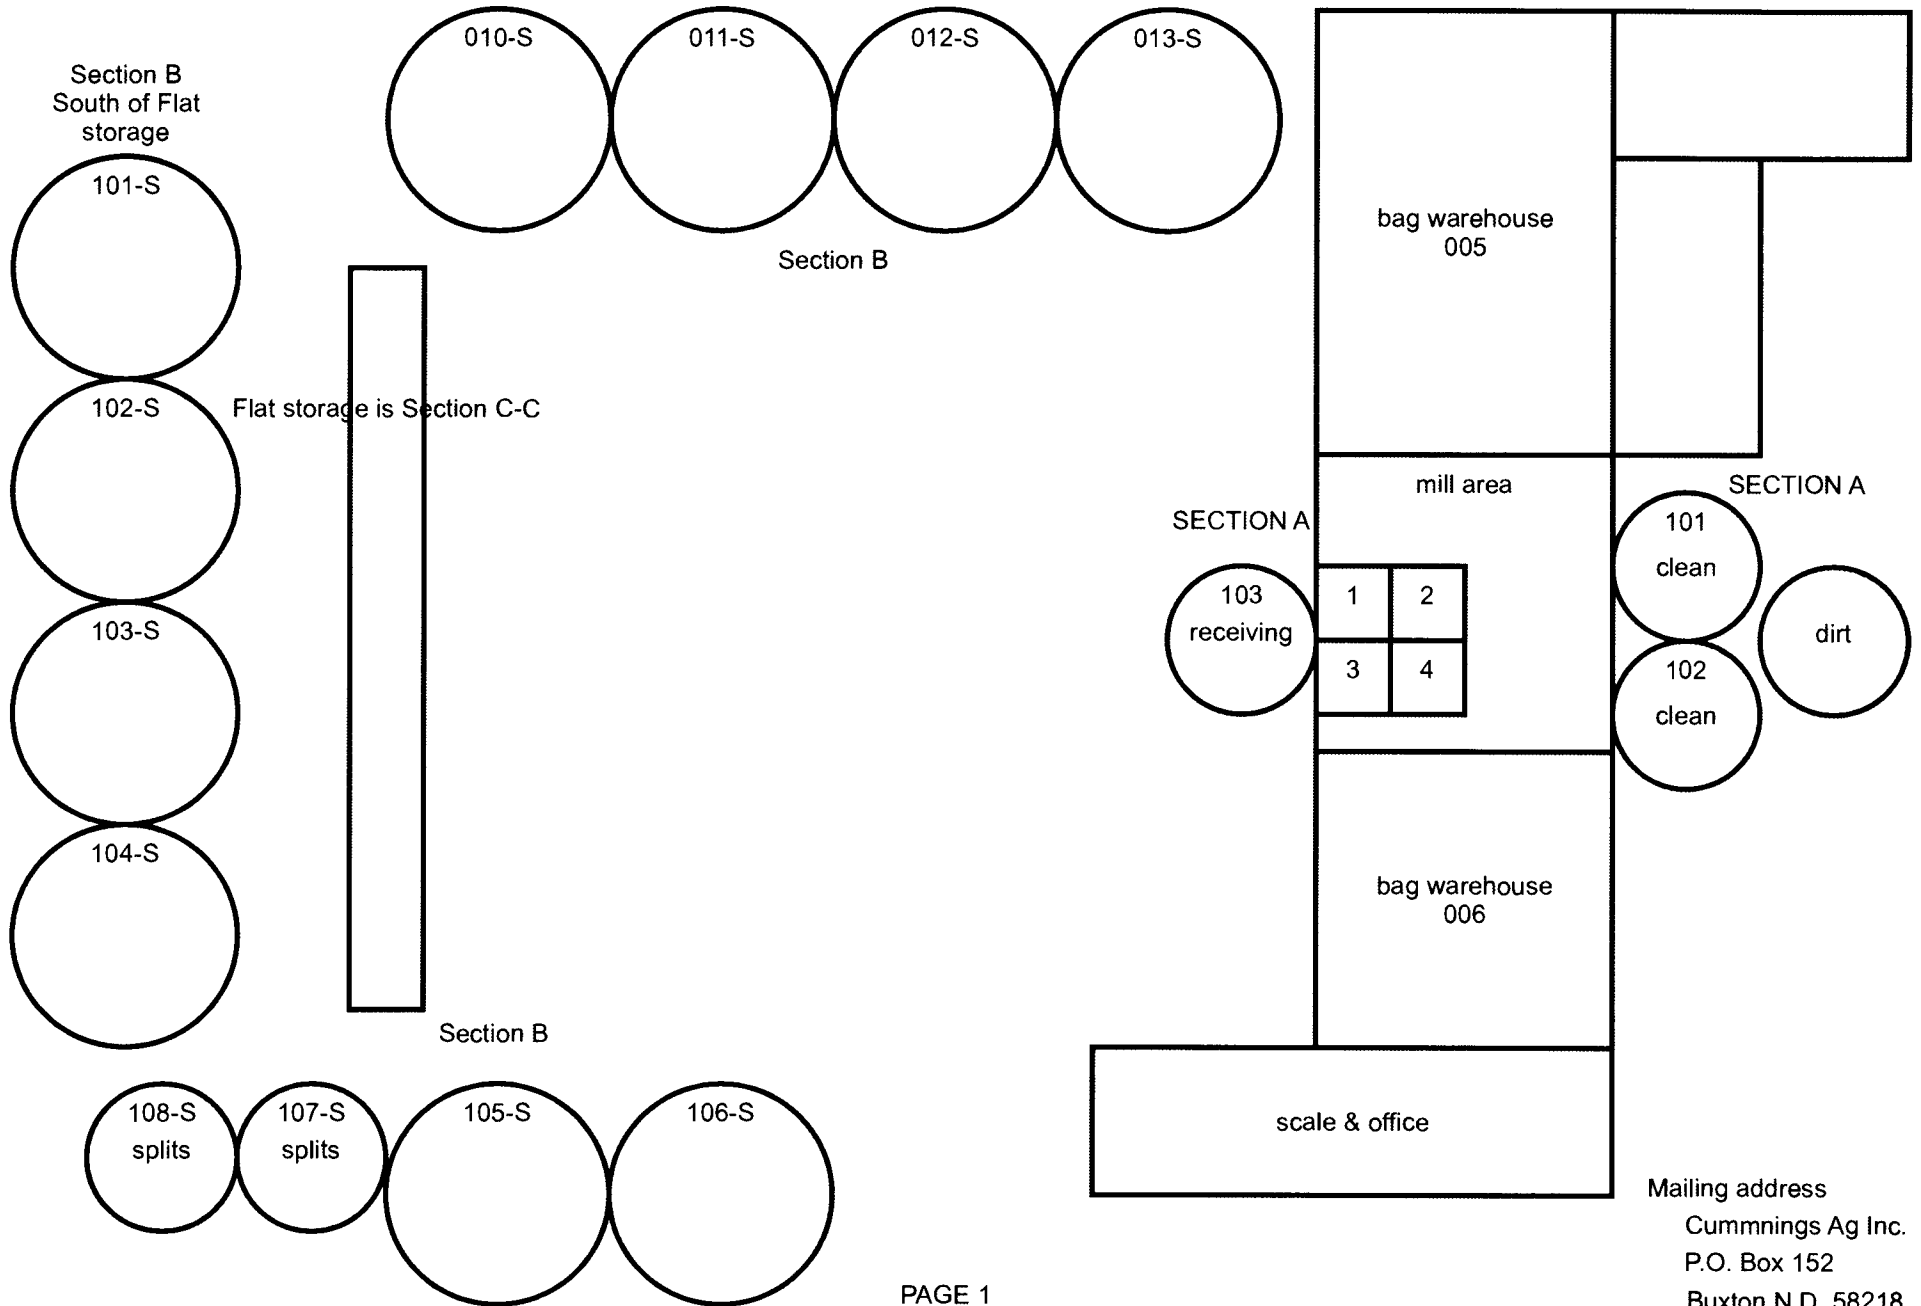 010-S
011-S
012-S
013-S
Section B
South of Flat
storage
101-S
bag warehouse
005
Section B
102-S
Flat storage is Section C-C
mill area
SECTION A
SECTION A
101
clean
103
receiving
1
2
3
4
dirt
102
clean
103-S
104-S
bag warehouse
006
Section B
108-S
splits
107-S
splits
105-S
106-S
scale & office
Mailing address
Cummnings Ag Inc.
P.O. Box 152
Buxton N.D. 58218
PAGE 1